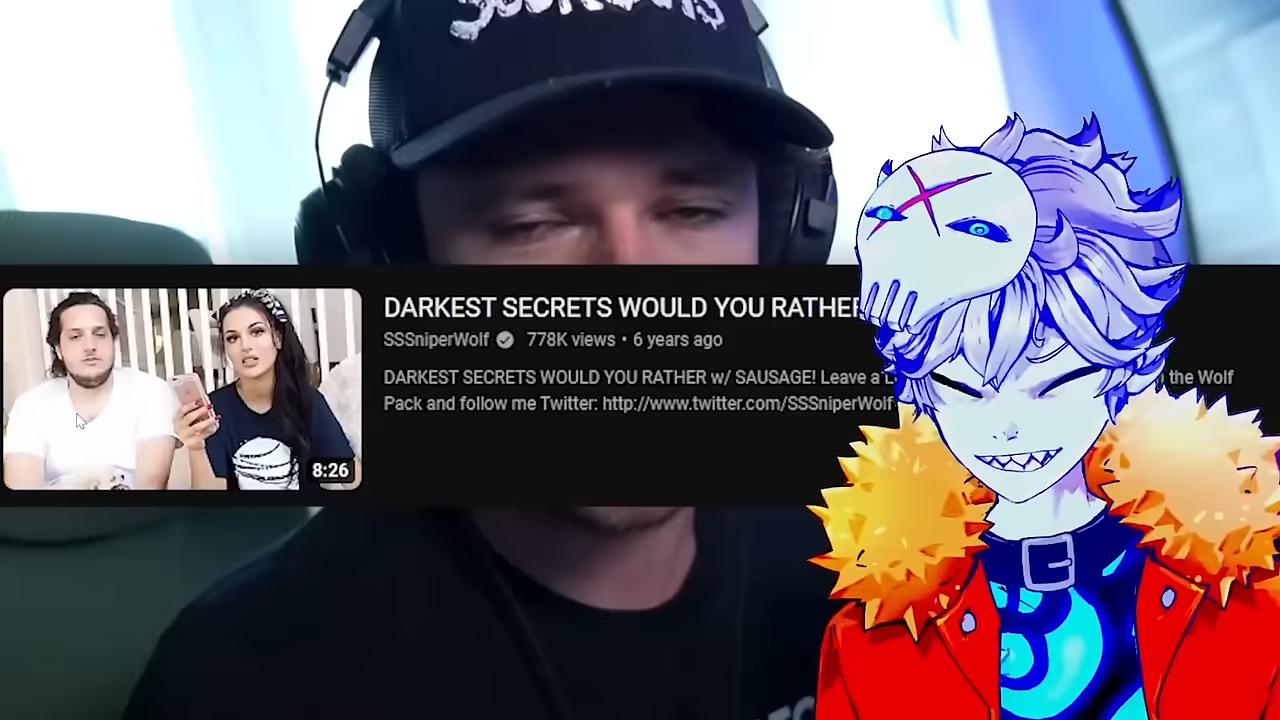 DARKEST SECRETS WOULD YOU RATHER
SSSniperWolf 778K views • 6 years ago
DARKEST SECRETS WOULD YOU RATHER w/ SAUSAGE! Leave a L the Wolf
Pack and follow me Twitter: http://www.twitter.com/SSSniperWolf
8:26